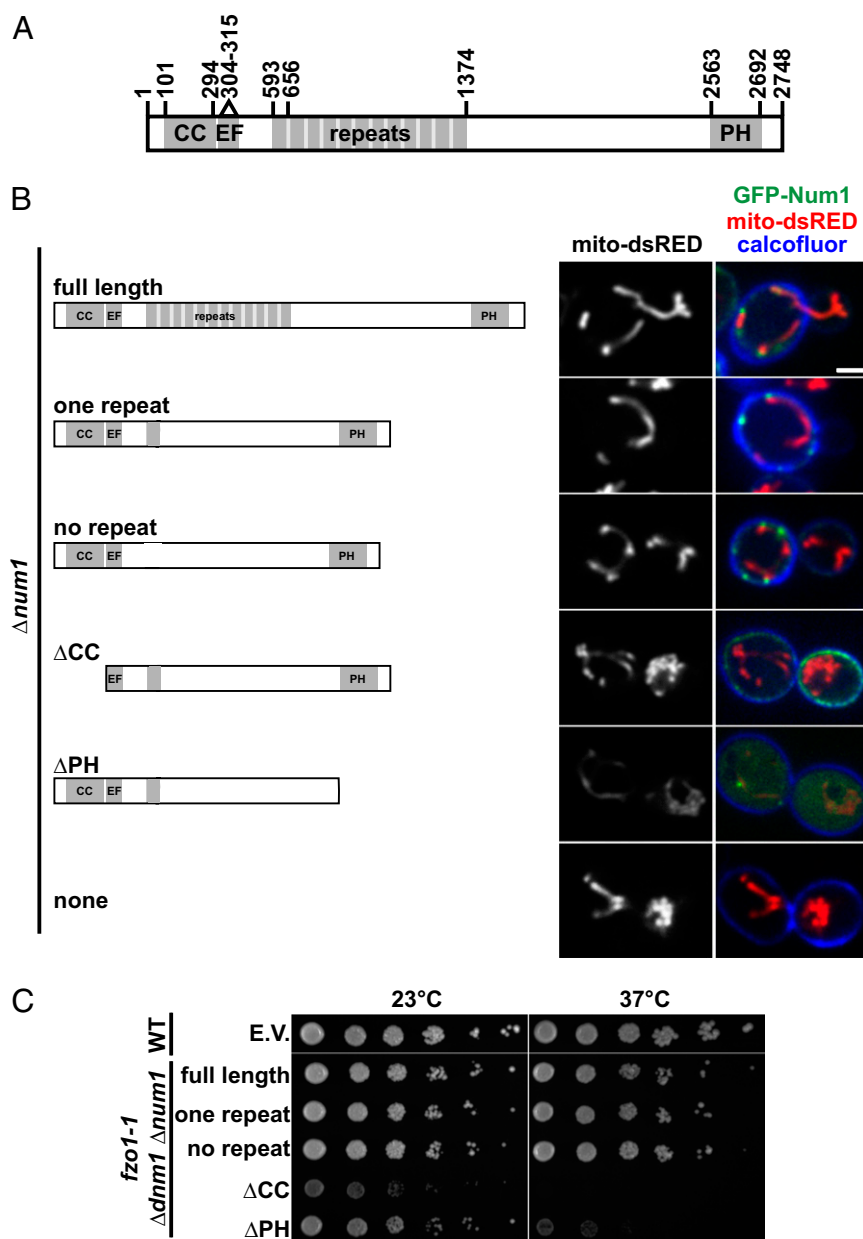 A
1
101
294
304-315
593
656
1374
2563
2692
2748
CC EF repeats PH
B
GFP-Num1
mito-dsRED mito-dsRED
calcofluor
Δnum1
full length
CC EF repeats PH
one repeat
CC EF PH
no repeat
CC EF PH
ΔCC
EF PH
ΔPH
CC EF
none
C
23°C 37°C
WT
E.V.
fzo1-1
Δdnm1 Δnum1
full length
one repeat
no repeat
ΔCC
ΔPH